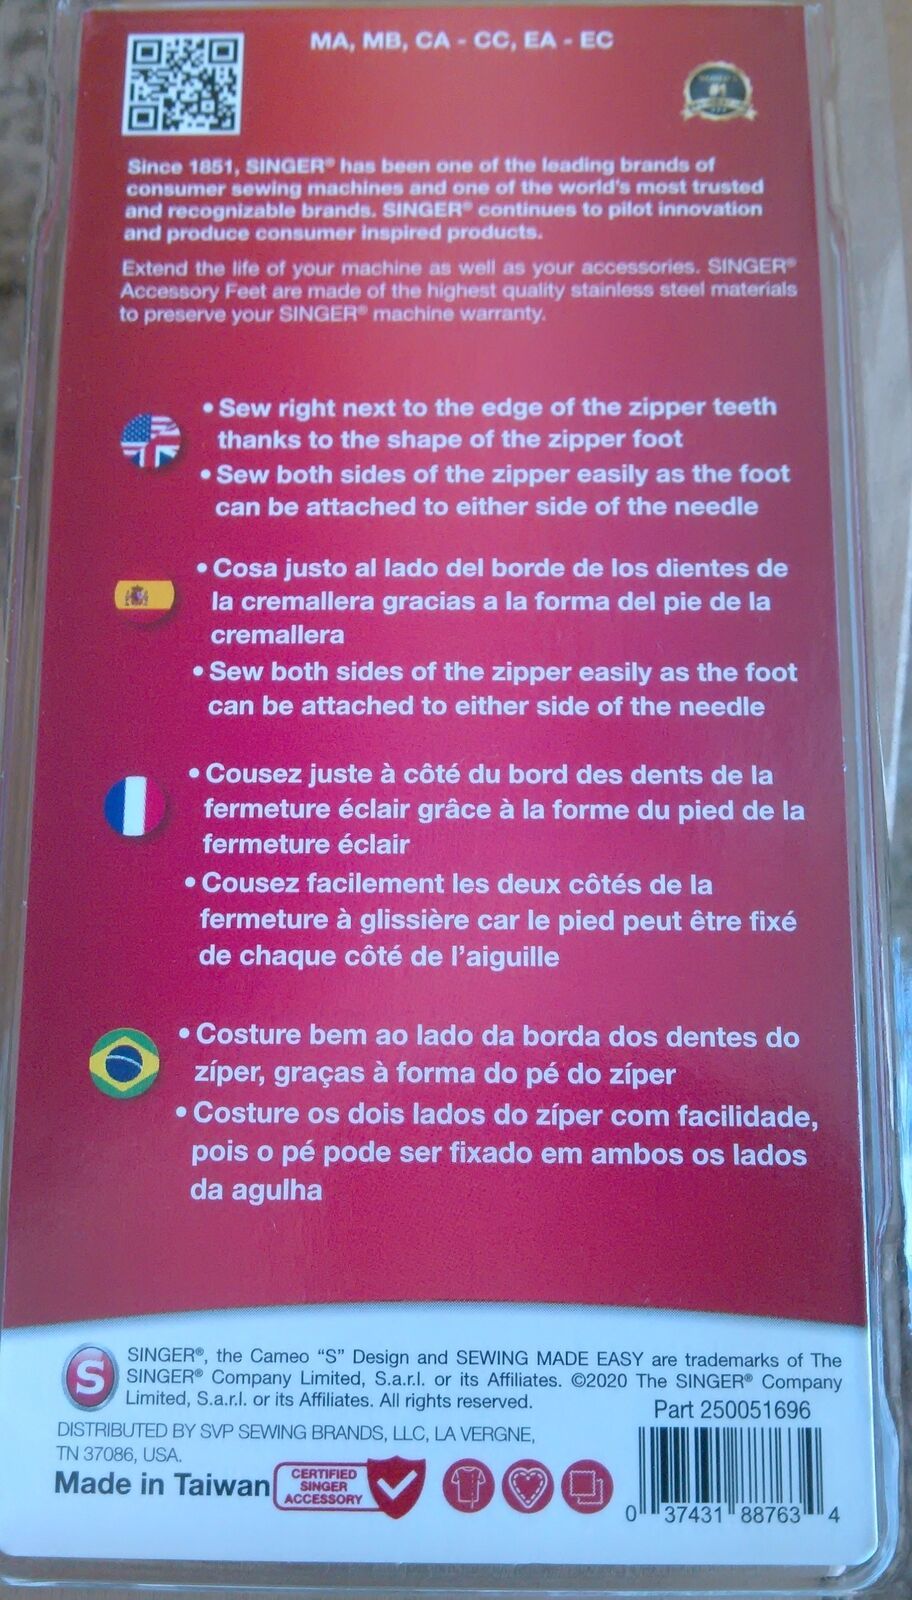 MA, MB, CA - CC, EA - EC
#1
Since 1851, SINGER® has been one of the leading brands of
consumer sewing machines and one of the world's most trusted
and recognizable brands. SINGER® continues to pilot innovation
and produce consumer inspired products.
Extend the life of your machine as well as your accessories. SINGER®
Accessory Feet are made of the highest quality stainless steel materials
to preserve your SINGER® machine warranty.
• Sew right next to the edge of the zipper teeth
thanks to the shape of the zipper foot
• Sew both sides of the zipper easily as the foot
can be attached to either side of the needle
• Cosa justo al lado del borde de los dientes de
la cremallera gracias a la forma del pie de la
cremallera
• Sew both sides of the zipper easily as the foot
can be attached to either side of the needle
• Cousez juste à côté du bord des dents de la
fermeture éclair grâce à la forme du pied de la
fermeture éclair
• Cousez facilement les deux côtés de la
fermeture à glissière car le pied peut être fixé
de chaque côté de l'aiguille
• Costure bem ao lado da borda dos dentes do
zíper, graças à forma do pé do zíper
• Costure os dois lados do zíper com facilidade,
pois o pé pode ser fixado em ambos os lados
da agulha
S
SINGER®, the Cameo “S” Design and SEWING MADE EASY are trademarks of The
SINGER® Company Limited, S.a.r.l. or its Affiliates. ©2020 The SINGER® Company
Limited, S.a.r.l. or its Affiliates. All rights reserved.
Part 250051696
DISTRIBUTED BY SVP SEWING BRANDS, LLC, LA VERGNE,
TN 37086, USA.
Made in Taiwan
CERTIFIED
SINGER
ACCESSORY
0 37431 88763 4